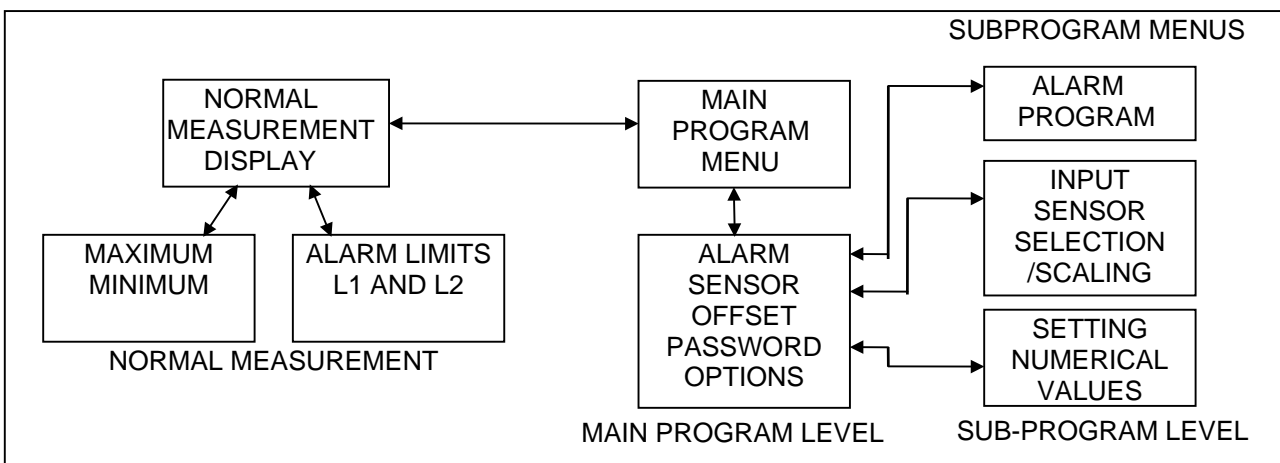 SUBPROGRAM MENUS
NORMAL
MEASUREMENT
DISPLAY
MAIN
PROGRAM
MENU
ALARM
PROGRAM
INPUT
SENSOR
SELECTION
/SCALING
MAXIMUM
MINIMUM
ALARM LIMITS
L1 AND L2
ALARM
SENSOR
OFFSET
PASSWORD
OPTIONS
SETTING
NUMERICAL
VALUES
NORMAL MEASUREMENT
MAIN PROGRAM LEVEL
SUB-PROGRAM LEVEL